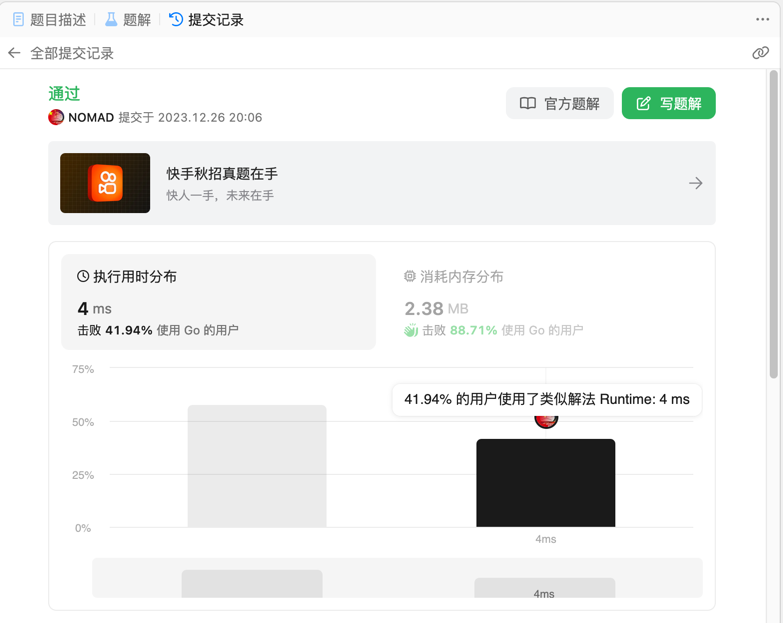 题目描述 题解 提交记录
全部提交记录
通过
NOMAD 提交于 2023.12.26 20:06
官方题解
写题解
快手秋招真题在手
快人一手，未来在手
执行用时分布
4 ms
击败 41.94% 使用 Go 的用户
消耗内存分布
2.38 MB
击败 88.71% 使用 Go 的用户
75%
41.94% 的用户使用了类似解法 Runtime: 4 ms
50%
25%
0%
4ms
4ms